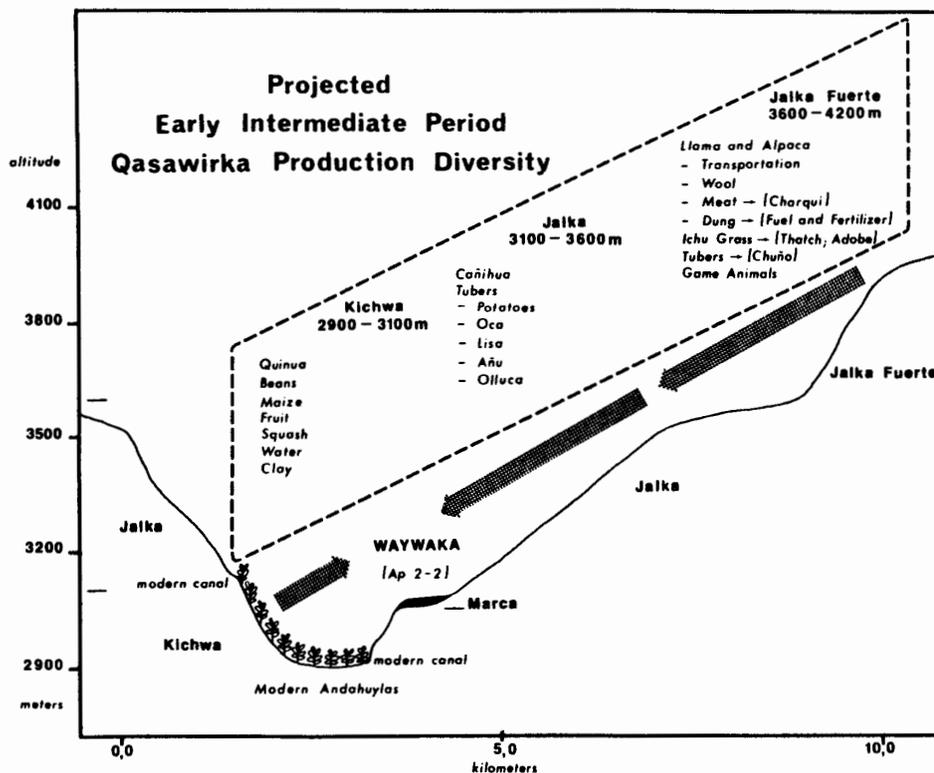 Projected
Early Intermediate Period
Qasawirka Production Diversity
altitude
4100
3800
3500
3200
2900
meters
Jalka Fuerte
3600–4200m
Llama and Alpaca
- Transportation
- Wool
- Meat → [Charqui]
- Dung → [Fuel and Fertilizer]
Ichu Grass → [Thatch; Adobe]
Tubers → [Chuño]
Game Animals
Jalka
3100–3600m
Cañihua
Tubers
- Potatoes
- Oca
- Lisa
- Añu
- Olluca
Kichwa
2900–3100m
Quinua
Beans
Maize
Fruit
Squash
Water
Clay
Jalka Fuerte
Jalka
Jalka
WAYWAKA
[Ap 2-2]
modern canal
Marca
Kichwa
modern canal
Modern Andahuylas
0,0
5,0
10,0
kilometers